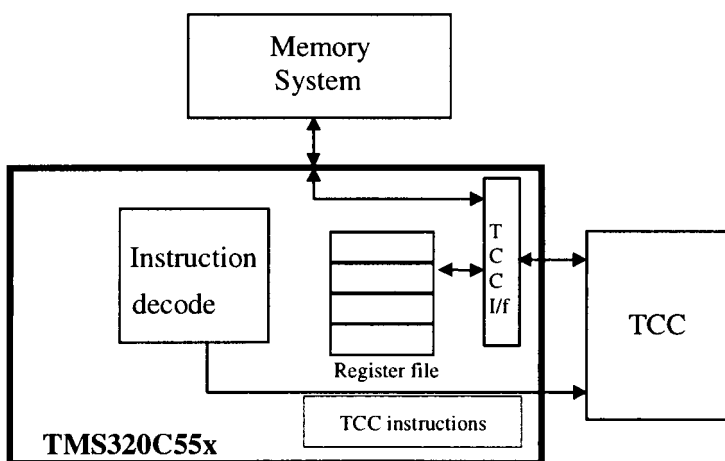 Memory
System
Instruction
decode
T
C
C
I/f
TCC
Register file
TCC instructions
TMS320C55x